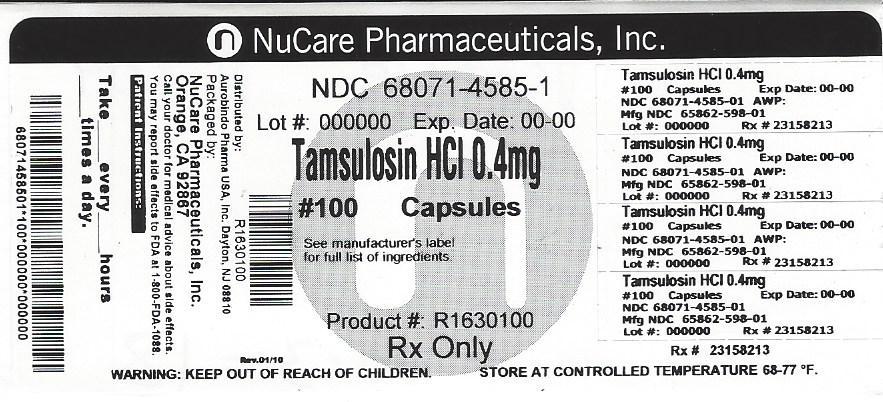 NuCare Pharmaceuticals, Inc.
68071458501*100*000000*000000
Take___every___hours
___times a day.
Patient Instructions:
You may report side effects to FDA at 1-800-FDA-1088.
Call your doctor for medical advice about side effects.
Orange, CA 92867
NuCare Pharmaceuticals, Inc.
Packaged by:
Aurobindo Pharma USA, Inc. Dayton, NJ 08810
Distributed by:
R1630100
Rev.01/10
NDC 68071-4585-1
Lot #: 000000 Exp. Date: 00-00
Tamsulosin HCl 0.4mg
#100 Capsules
See manufacturer's label
for full list of ingredients.
Product #: R1630100
Rx Only
WARNING: KEEP OUT OF REACH OF CHILDREN. STORE AT CONTROLLED TEMPERATURE 68-77 °F.
Tamsulosin HCl 0.4mg
#100 Capsules Exp Date: 00-00
NDC 68071-4585-01 AWP:
Mfg NDC 65862-598-01
Lot #: 000000 Rx # 23158213
Tamsulosin HCl 0.4mg
#100 Capsules Exp Date: 00-00
NDC 68071-4585-01 AWP:
Mfg NDC 65862-598-01
Lot #: 000000 Rx # 23158213
Tamsulosin HCl 0.4mg
#100 Capsules Exp Date: 00-00
NDC 68071-4585-01 AWP:
Mfg NDC 65862-598-01
Lot #: 000000 Rx # 23158213
Tamsulosin HCl 0.4mg
#100 Capsules Exp Date: 00-00
NDC 68071-4585-01
Mfg NDC 65862-598-01
Lot #: 000000 Rx # 23158213
Rx # 23158213